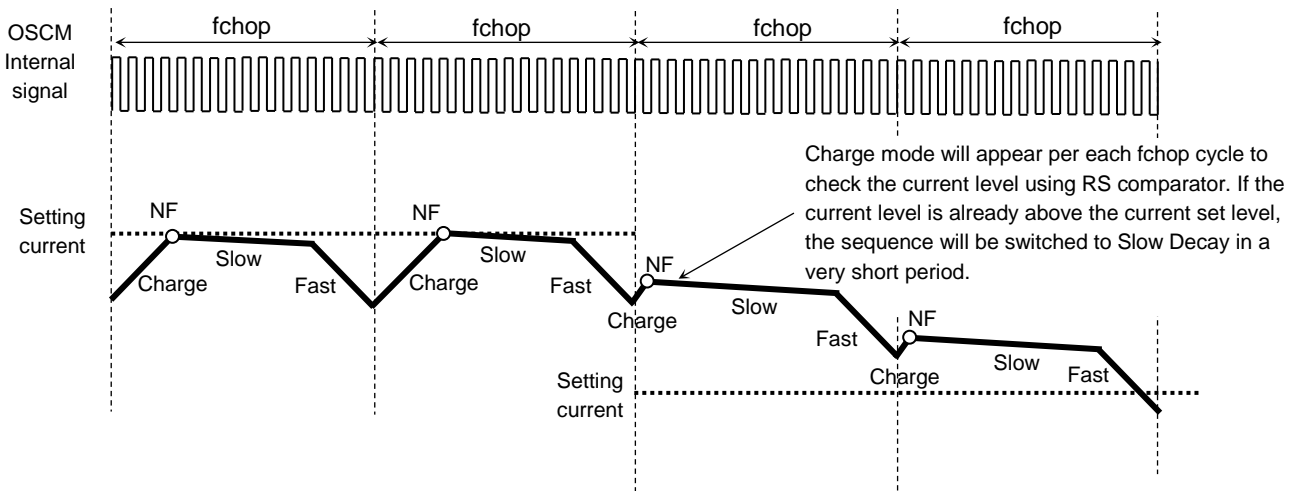 OSCM
Internal
signal
fchop
fchop
fchop
fchop
Charge mode will appear per each fchop cycle to
check the current level using RS comparator. If the
current level is already above the current set level,
the sequence will be switched to Slow Decay in a
very short period.
Setting
current
NF
Slow
Charge
Fast
NF
Slow
Charge
Fast
NF
Charge
Slow
Fast
NF
Charge
Slow
Fast
Setting
current